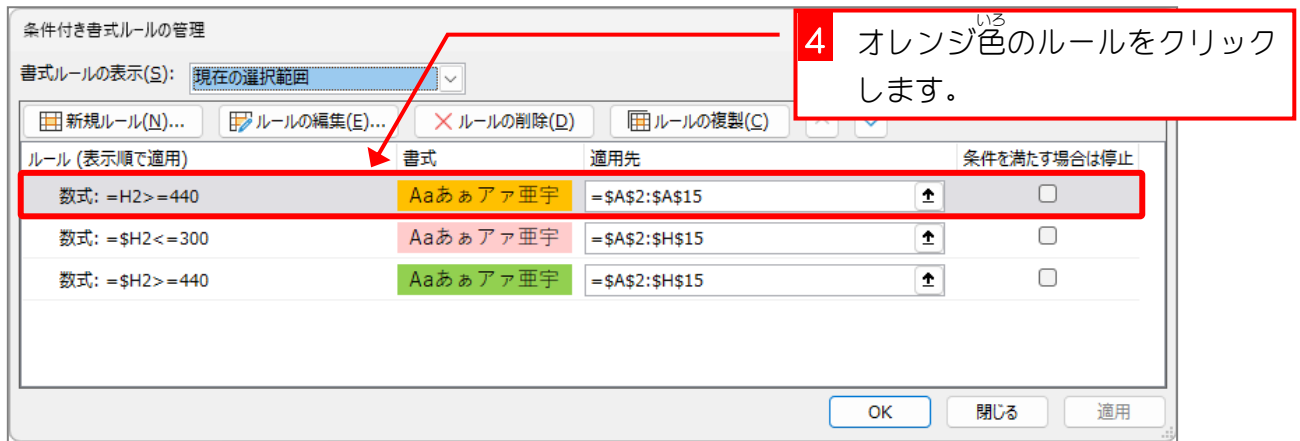 条件付き書式ルールの管理
4 オレンジ色のルールをクリック
いろ
します。
書式ルールの表示(S): 現在の選択範囲
新規ルール(N)... ルールの編集(E)... ルールの削除(D) ルールの複製(C)
ルール (表示順で適用) 書式 適用先 条件を満たす場合は停止
数式: =H2>=440 Aaあぁアァ亜宇 =$A$2:$A$15
数式: =$H2<=300 Aaあぁアァ亜宇 =$A$2:$H$15
数式: =$H2>=440 Aaあぁアァ亜宇 =$A$2:$H$15
OK 閉じる 適用